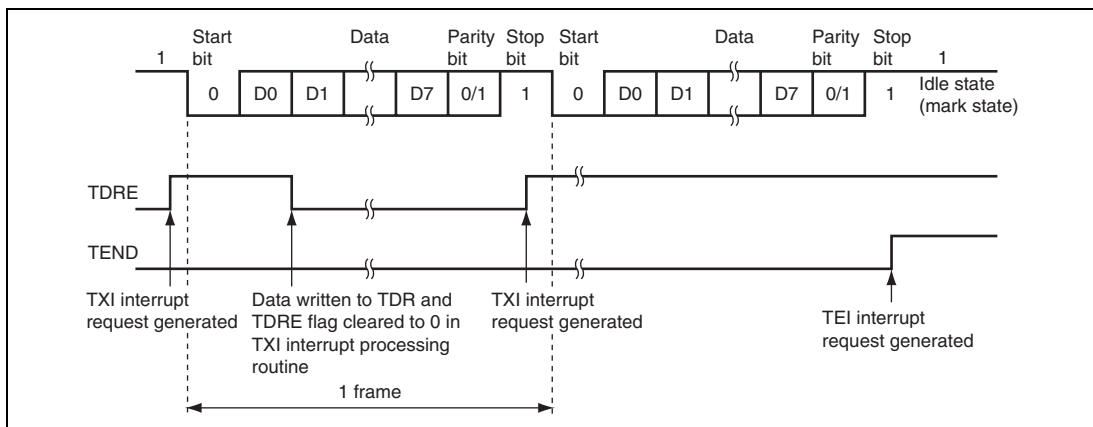 Start bit Data Parity bit Stop bit Start bit Data Parity bit Stop bit
1 1
0 D0 D1 D7 0/1 1 0 D0 D1 D7 0/1 1
Idle state
(mark state)
TDRE
TEND
TXI interrupt
request generated
Data written to TDR and
TDRE flag cleared to 0 in
TXI interrupt processing
routine
TXI interrupt
request generated
TEI interrupt
request generated
1 frame